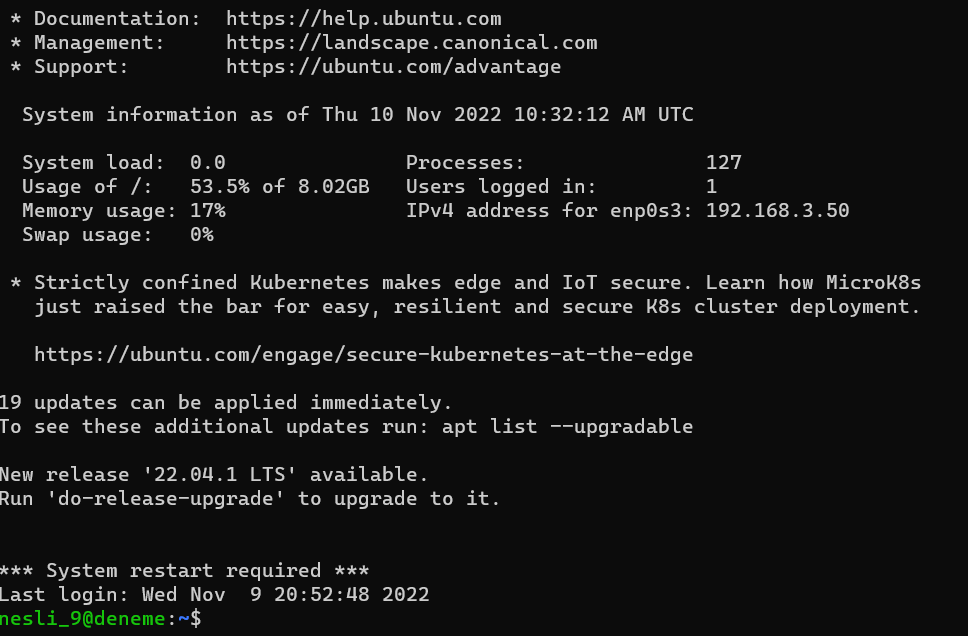 * Documentation:  https://help.ubuntu.com
* Management:     https://landscape.canonical.com
* Support:        https://ubuntu.com/advantage
System information as of Thu 10 Nov 2022 10:32:12 AM UTC
System load:  0.0               Processes:               127
Usage of /:   53.5% of 8.02GB   Users logged in:         1
Memory usage: 17%               IPv4 address for enp0s3: 192.168.3.50
Swap usage:   0%
* Strictly confined Kubernetes makes edge and IoT secure. Learn how MicroK8s
just raised the bar for easy, resilient and secure K8s cluster deployment.
https://ubuntu.com/engage/secure-kubernetes-at-the-edge
19 updates can be applied immediately.
To see these additional updates run: apt list --upgradable
New release '22.04.1 LTS' available.
Run 'do-release-upgrade' to upgrade to it.
*** System restart required ***
Last login: Wed Nov  9 20:52:48 2022
nesli_9@deneme:~$